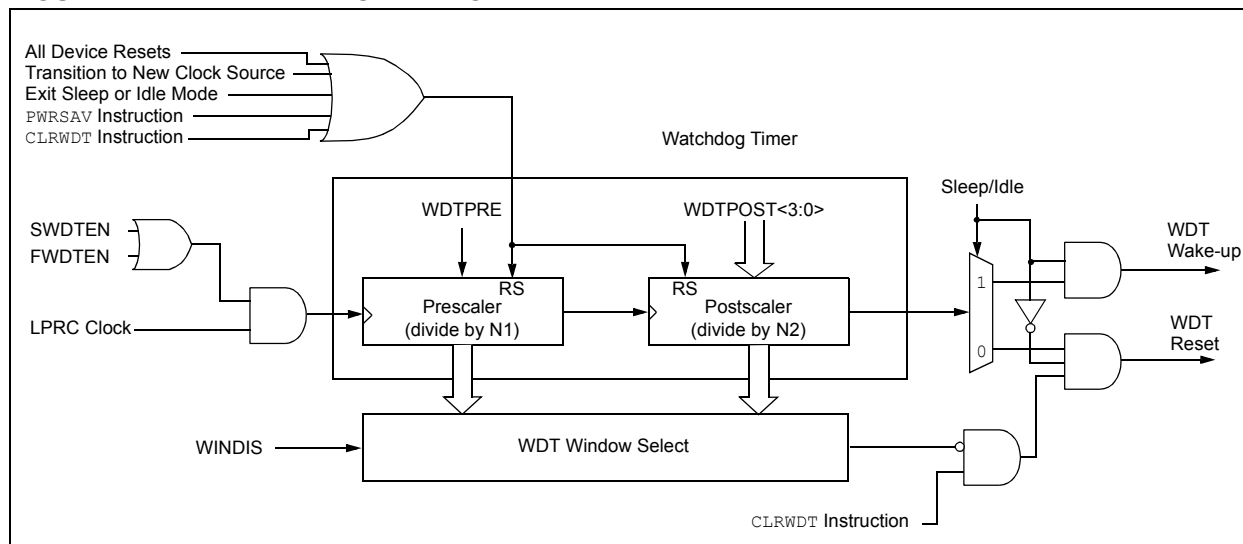 All Device Resets
Transition to New Clock Source
Exit Sleep or Idle Mode
PWRSAV Instruction
CLRWDT Instruction
Watchdog Timer
Sleep/Idle
WDTPRE
WDTPOST<3:0>
SWDTEN
FWDTEN
WDT
Wake-up
RS
RS
Prescaler
(divide by N1)
Postscaler
(divide by N2)
1
0
LPRC Clock
WDT
Reset
WINDIS
WDT Window Select
CLRWDT Instruction